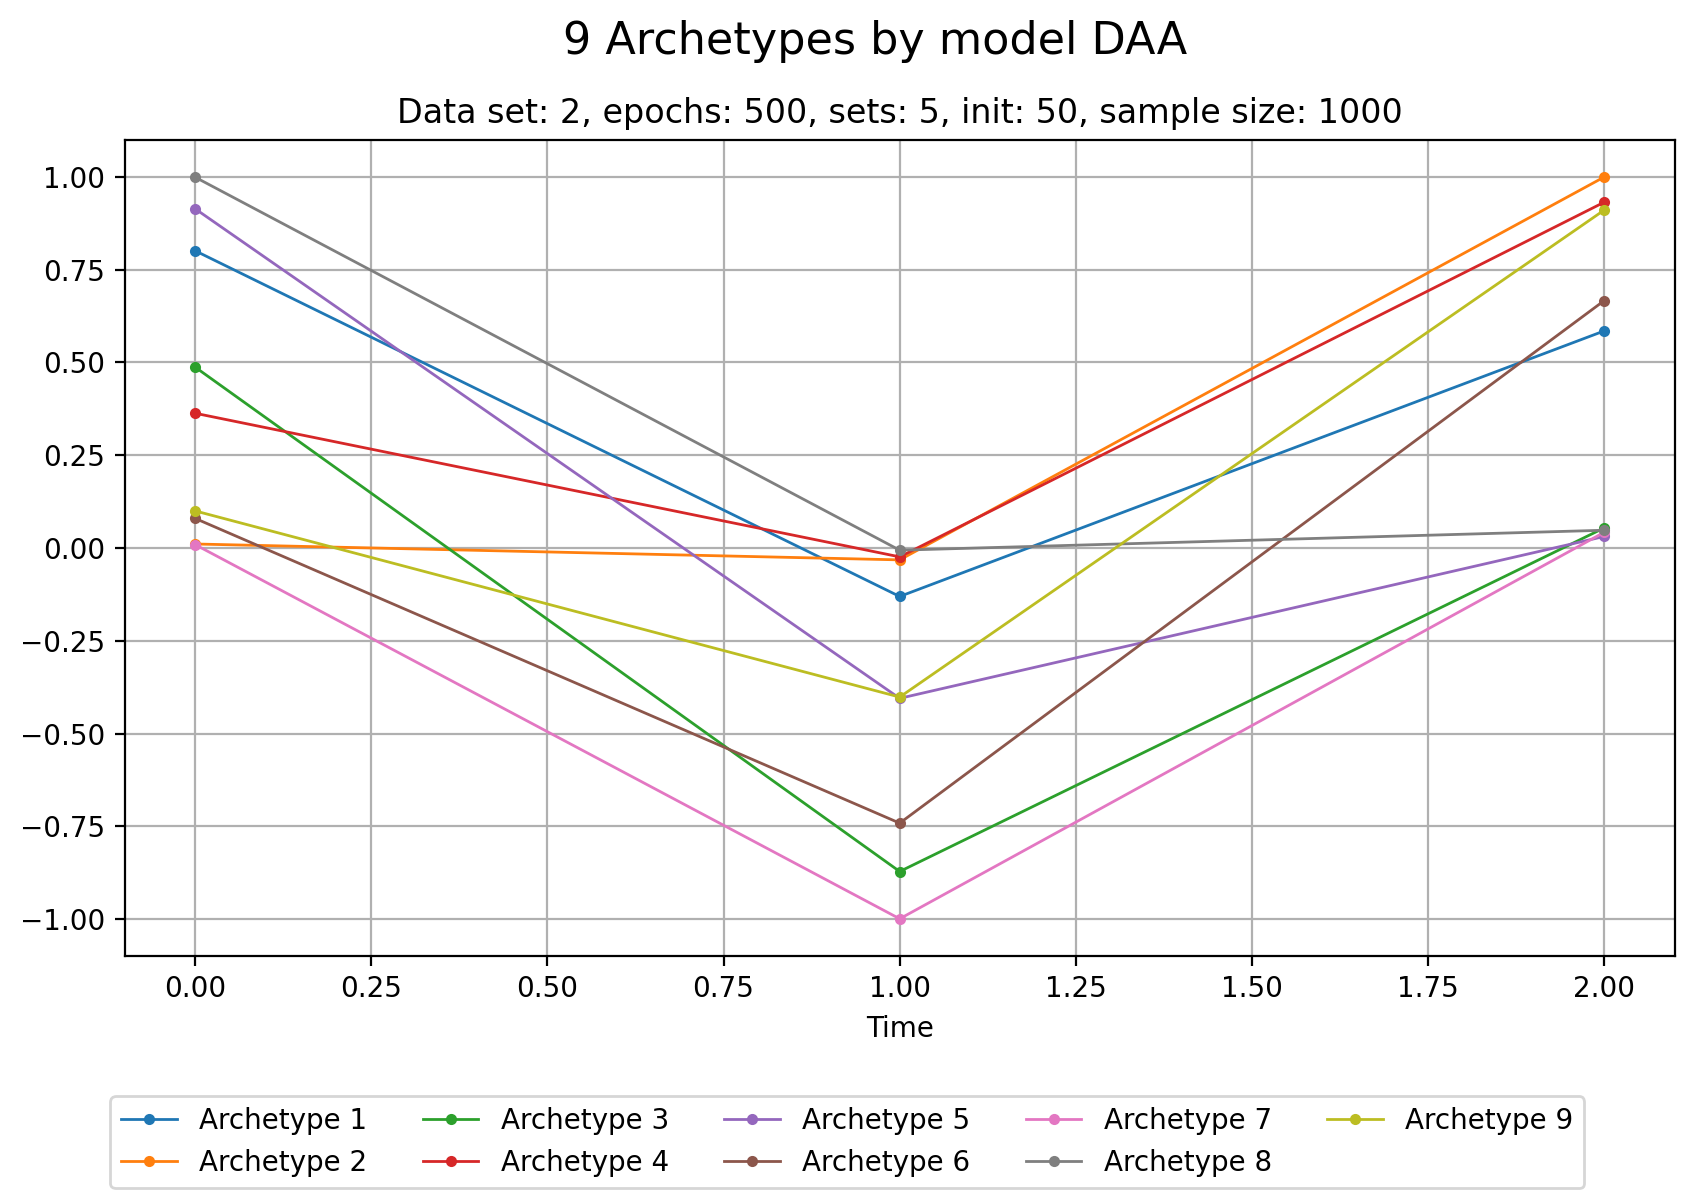 9 Archetypes by model DAA
Data set: 2, epochs: 500, sets: 5, init: 50, sample size: 1000
1.00
0.75
0.50
0.25
0.00
−0.25
−0.50
−0.75
−1.00
0.00 0.25 0.50 0.75 1.00 1.25 1.50 1.75 2.00
Time
Archetype 1 Archetype 3 Archetype 5 Archetype 7 Archetype 9
Archetype 2 Archetype 4 Archetype 6 Archetype 8